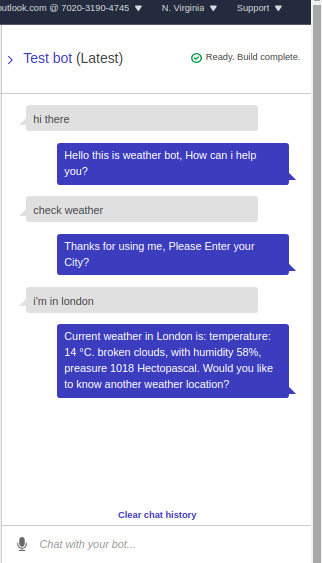 outlook.com @ 7020-3190-4745 ▼ N. Virginia ▼ Support ▼
Test bot (Latest) Ready. Build complete.
hi there
Hello this is weather bot, How can i help
you?
check weather
Thanks for using me, Please Enter your
City?
i'm in london
Current weather in London is: temperature:
14 °C. broken clouds, with humidity 58%,
preasure 1018 Hectopascal. Would you like
to know another weather location?
Clear chat history
Chat with your bot...